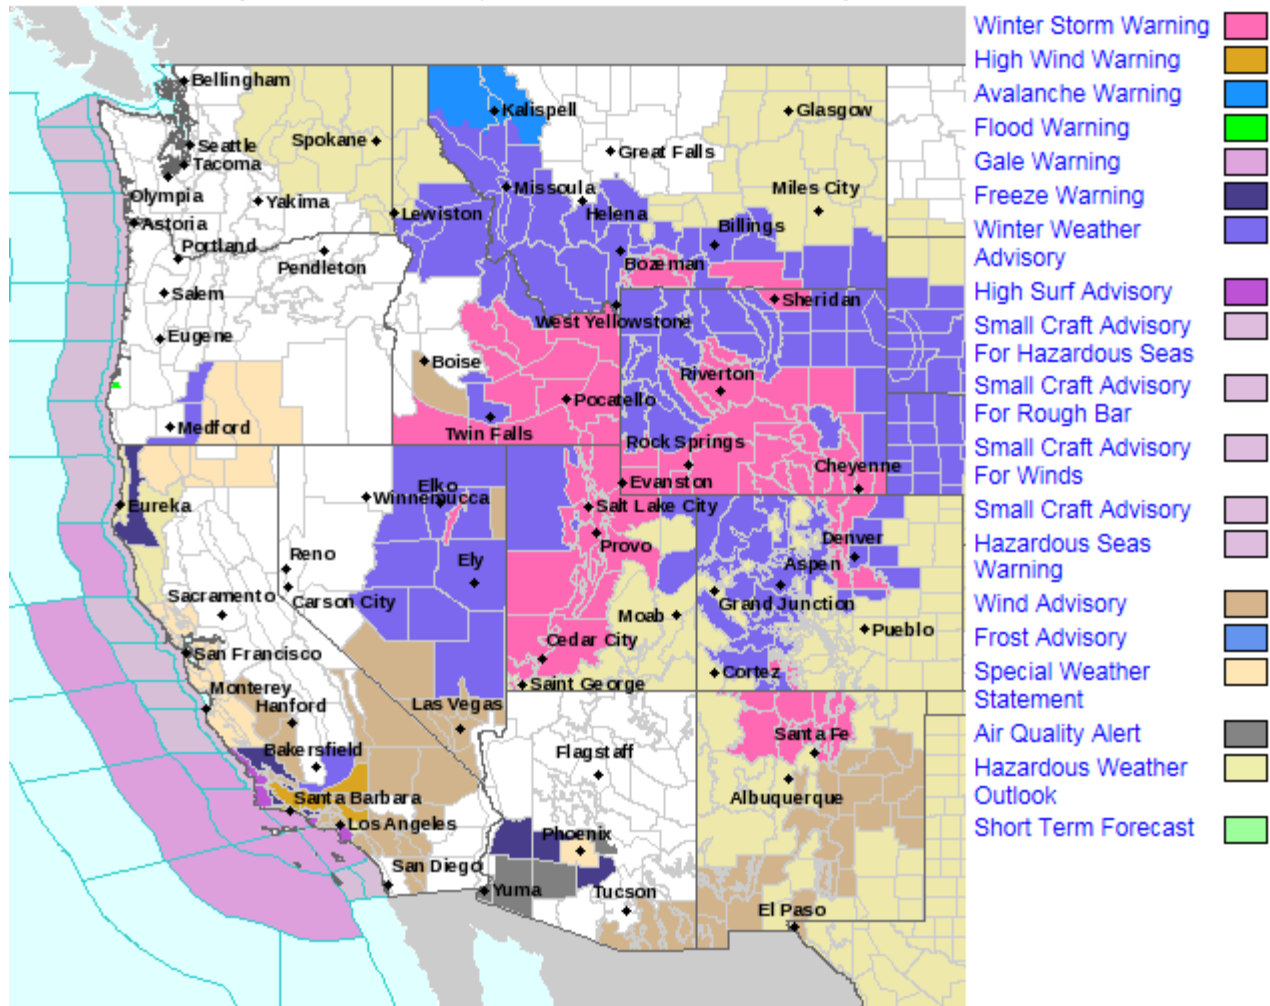 Bellingham
Seattle
Tacoma
Olympia
Yakima
Spokane
Astoria
Portland
Pendleton
Salem
Eugene
Medford
Lewiston
Kalispell
Great Falls
Glasgow
Missoula
Helena
Miles City
Billings
Bozeman
West Yellowstone
Sheridan
Boise
Pocatello
Twin Falls
Riverton
Rock Springs
Cheyenne
Evanston
Eureka
Winnemucca
Elko
Ely
Reno
Carson City
Sacramento
San Francisco
Salt Lake City
Provo
Moab
Cedar City
Saint George
Denver
Aspen
Grand Junction
Pueblo
Cortez
Monterey
Hanford
Bakersfield
Las Vegas
Santa Barbara
Los Angeles
San Diego
Flagstaff
Phoenix
Yuma
Tucson
Santa Fe
Albuquerque
El Paso
Winter Storm Warning
High Wind Warning
Avalanche Warning
Flood Warning
Gale Warning
Freeze Warning
Winter Weather
Advisory
High Surf Advisory
Small Craft Advisory
For Hazardous Seas
Small Craft Advisory
For Rough Bar
Small Craft Advisory
For Winds
Small Craft Advisory
Hazardous Seas
Warning
Wind Advisory
Frost Advisory
Special Weather
Statement
Air Quality Alert
Hazardous Weather
Outlook
Short Term Forecast